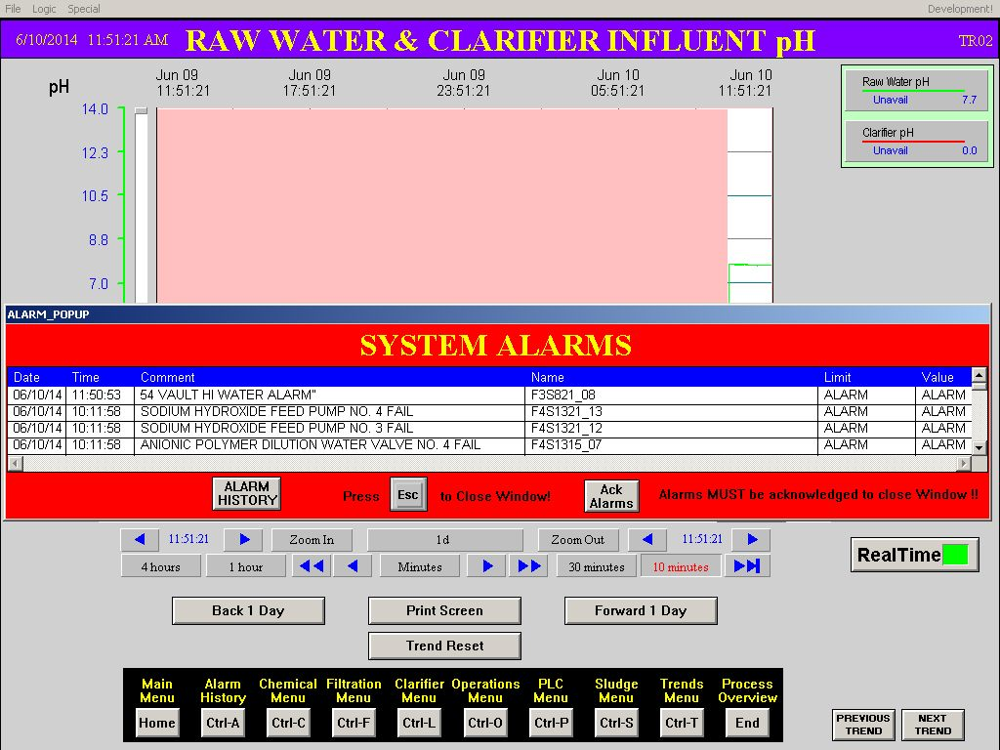 File Logic Special Development!
6/10/2014 11:51:21 AM RAW WATER & CLARIFIER INFLUENT pH TR02
Jun 09 Jun 09 Jun 09 Jun 10 Jun 10
pH 11:51:21 17:51:21 23:51:21 05:51:21 11:51:21
Raw Water pH
Unavail 7.7
Clarifier pH
Unavail 0.0
14.0
12.3
10.5
8.8
7.0
ALARM_POPUP
SYSTEM ALARMS
Date Time Comment Name Limit Value
06/10/14 11:50:53 54 VAULT HI WATER ALARM" F3S821_08 ALARM ALARM
06/10/14 10:11:58 SODIUM HYDROXIDE FEED PUMP NO. 4 FAIL F4S1321_13 ALARM ALARM
06/10/14 10:11:58 SODIUM HYDROXIDE FEED PUMP NO. 3 FAIL F4S1321_12 ALARM ALARM
06/10/14 10:11:58 ANIONIC POLYMER DILUTION WATER VALVE NO. 4 FAIL F4S1315_07 ALARM ALARM
ALARM HISTORY Press Esc to Close Window! Ack Alarms Alarms MUST be acknowledged to close Window !!
11:51:21 Zoom In 1d Zoom Out 11:51:21
4 hours 1 hour Minutes 30 minutes 10 minutes
RealTime
Back 1 Day Print Screen Forward 1 Day
Trend Reset
Main Alarm Chemical Filtration Clarifier Operations PLC Sludge Trends Process
Menu History Menu Menu Menu Menu Menu Menu Menu Overview
Home Ctrl-A Ctrl-C Ctrl-F Ctrl-L Ctrl-O Ctrl-P Ctrl-S Ctrl-T End
PREVIOUS TREND NEXT TREND